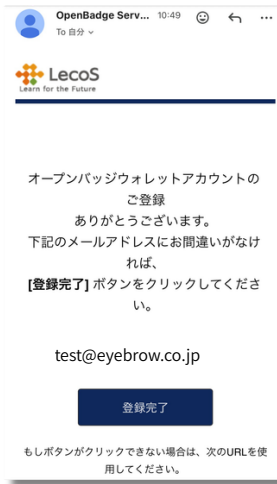 OpenBadge Serv... 10:49
To 自分
LecoS
Learn for the Future
オープンバッジウォレットアカウントの
ご登録
ありがとうございます。
下記のメールアドレスにお間違いがなけ
れば、
[登録完了] ボタンをクリックしてくださ
い。
test@eyebrow.co.jp
登録完了
もしボタンがクリックできない場合は、次のURLを使
用してください。